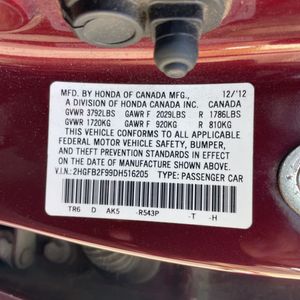 MFD. BY HONDA OF CANADA MFG., 12/'12
A DIVISION OF HONDA CANADA INC. CANADA
GVWR 3792LBS GAWR F 2029LBS R 1786LBS
GVWR 1720KG GAWR F 920KG R 810KG
THIS VEHICLE CONFORMS TO ALL APPLICABLE
FEDERAL MOTOR VEHICLE SAFETY, BUMPER,
AND THEFT PREVENTION STANDARDS IN EFFECT
ON THE DATE OF MANUFACTURE SHOWN ABOVE.
V.I.N.: 2HGFB2F99DH516205 TYPE: PASSENGER CAR
TR6 D AK5 -R543P -T -H